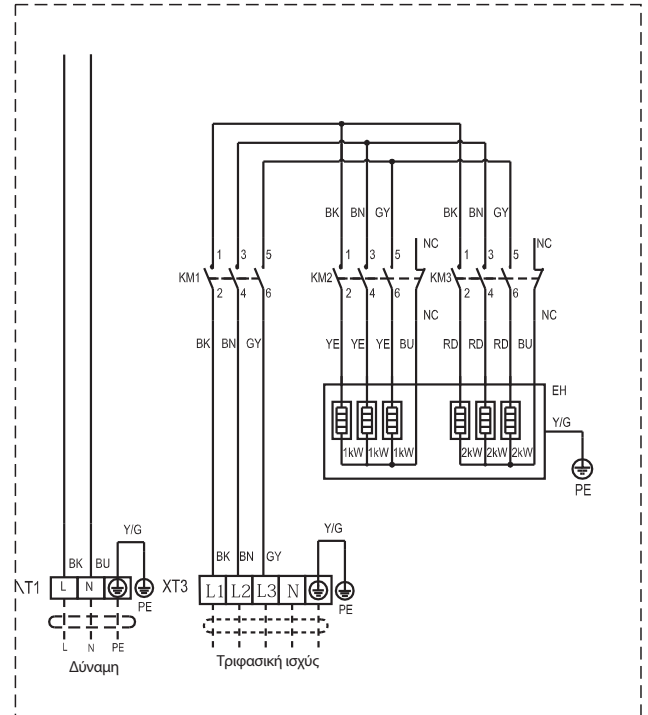 BK BN GY BK BN GY
1 3 5 1 3 5 NC 1 3 5 NC
KM1 KM2 KM3
2 4 6 2 4 6 NC 2 4 6 NC
BK BN GY YE YE YE BU RD RD RD BU
EH
Y/G
1kW 1kW 1kW 2kW 2kW 2kW
PE
Y/G Y/G
BK BU BK BN GY
L N XT3 L1 L2 L3 N
PE PE
L N PE
Δύναμη Τριφασική ισχύς